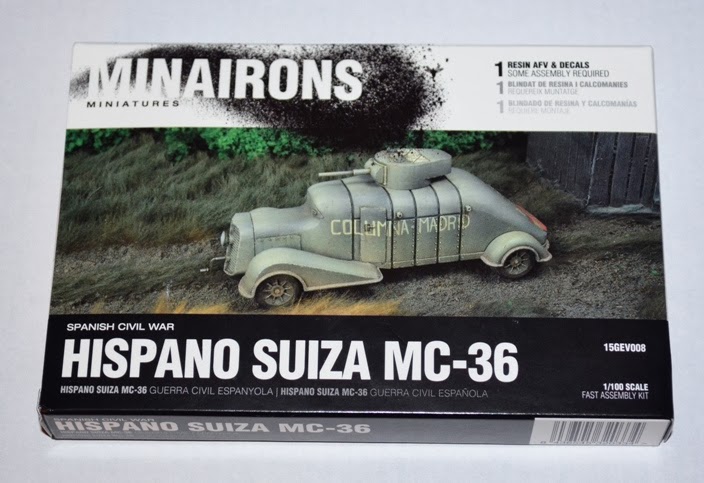 MINAIRONS
MINIATURES
1 RESIN AFV & DECALS
SOME ASSEMBLY REQUIRED
1 BLINDAT DE RESINA I CALCOMANIES
REQUEREIX MUNTATGE
1 BLINDADO DE RESINA Y CALCOMANÍAS
REQUIERE MONTAJE
COLUMNA-MADRID
SPANISH CIVIL WAR
HISPANO SUIZA MC-36
HISPANO SUIZA MC-36 GUERRA CIVIL ESPANYOLA | HISPANO SUIZA MC-36 GUERRA CIVIL ESPAÑOLA
15GEV008
1/100 SCALE
FAST ASSEMBLY KIT
SPANISH CIVIL WAR
HISPANO SUIZA MC-36